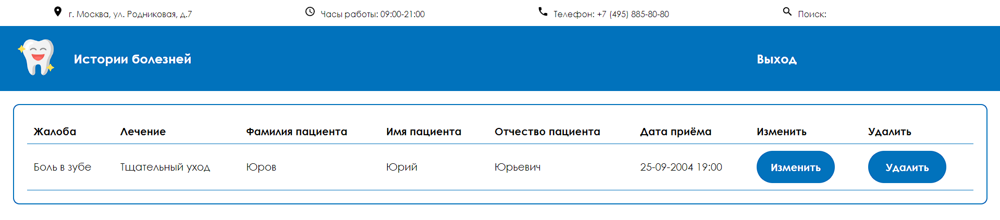 г. Москва, ул. Родниковая, д.7 Часы работы: 09:00-21:00 Телефон: +7 (495) 885-80-80 Поиск:
Истории болезней Выход
Жалоба Лечение Фамилия пациента Имя пациента Отчество пациента Дата приёма Изменить Удалить
Боль в зубе Тщательный уход Юров Юрий Юрьевич 25-09-2004 19:00 Изменить Удалить